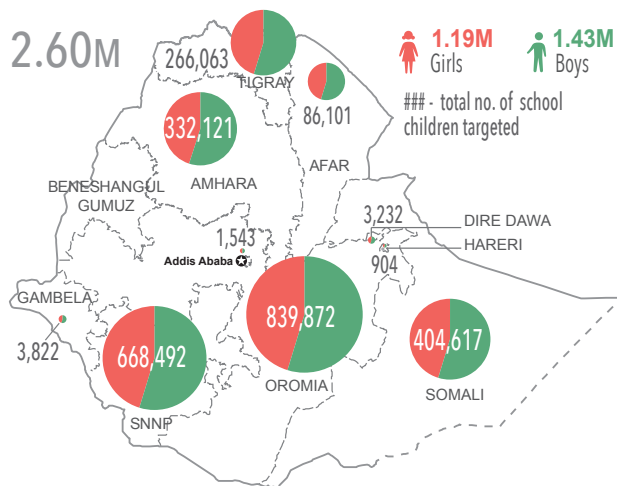 2.60M
1.19M
Girls
1.43M
Boys
### - total no. of school
children targeted
266,063
TIGRAY
86,101
AFAR
332,121
AMHARA
BENESHANGUL
GUMUZ
3,232
DIRE DAWA
HARERI
904
1,543
Addis Ababa
GAMBELA
3,822
668,492
SNNP
839,872
OROMIA
404,617
SOMALI